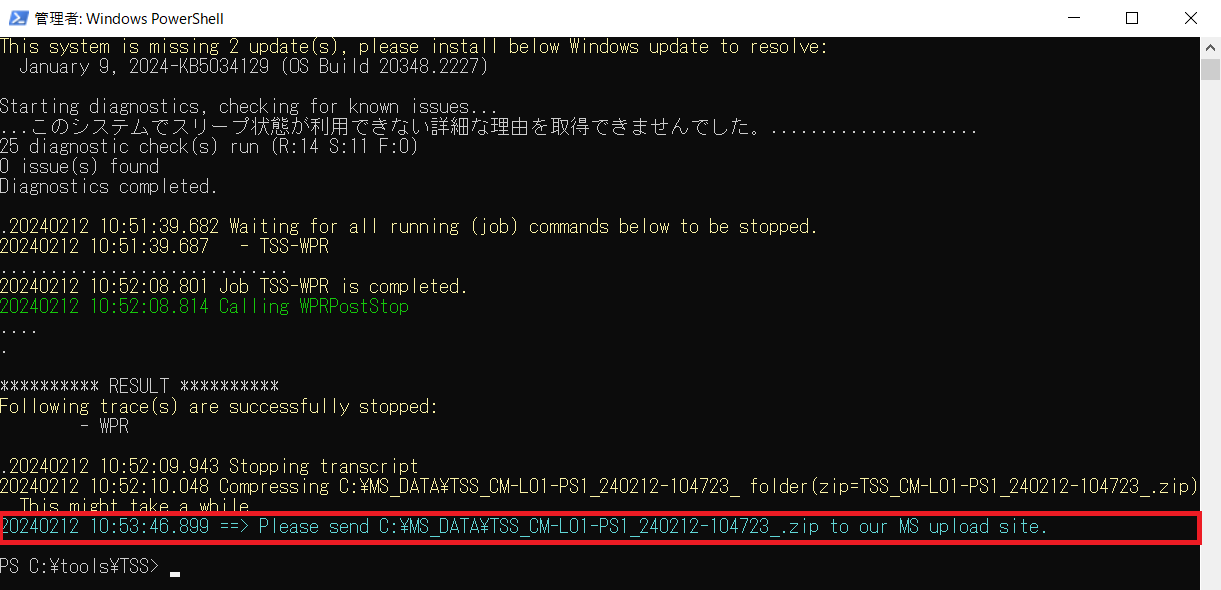 管理者: Windows PowerShell
This system is missing 2 update(s), please install below Windows update to resolve:
  January 9, 2024-KB5034129 (OS Build 20348.2227)
Starting diagnostics, checking for known issues...
...このシステムでスリープ状態が利用できない詳細な理由を取得できませんでした。.....................
25 diagnostic check(s) run (R:14 S:11 F:0)
0 issue(s) found
Diagnostics completed.
.20240212 10:51:39.682 Waiting for all running (job) commands below to be stopped.
20240212 10:51:39.687   - TSS-WPR
.............................
20240212 10:52:08.801 Job TSS-WPR is completed.
20240212 10:52:08.814 Calling WPRPostStop
....
.
********** RESULT **********
Following trace(s) are successfully stopped:
        - WPR
.20240212 10:52:09.943 Stopping transcript
20240212 10:52:10.048 Compressing C:¥MS_DATA¥TSS_CM-L01-PS1_240212-104723_ folder(zip=TSS_CM-L01-PS1_240212-104723_.zip)
  This might take a while
20240212 10:53:46.899 ==> Please send C:¥MS_DATA¥TSS_CM-L01-PS1_240212-104723_.zip to our MS upload site.
PS C:¥tools¥TSS>